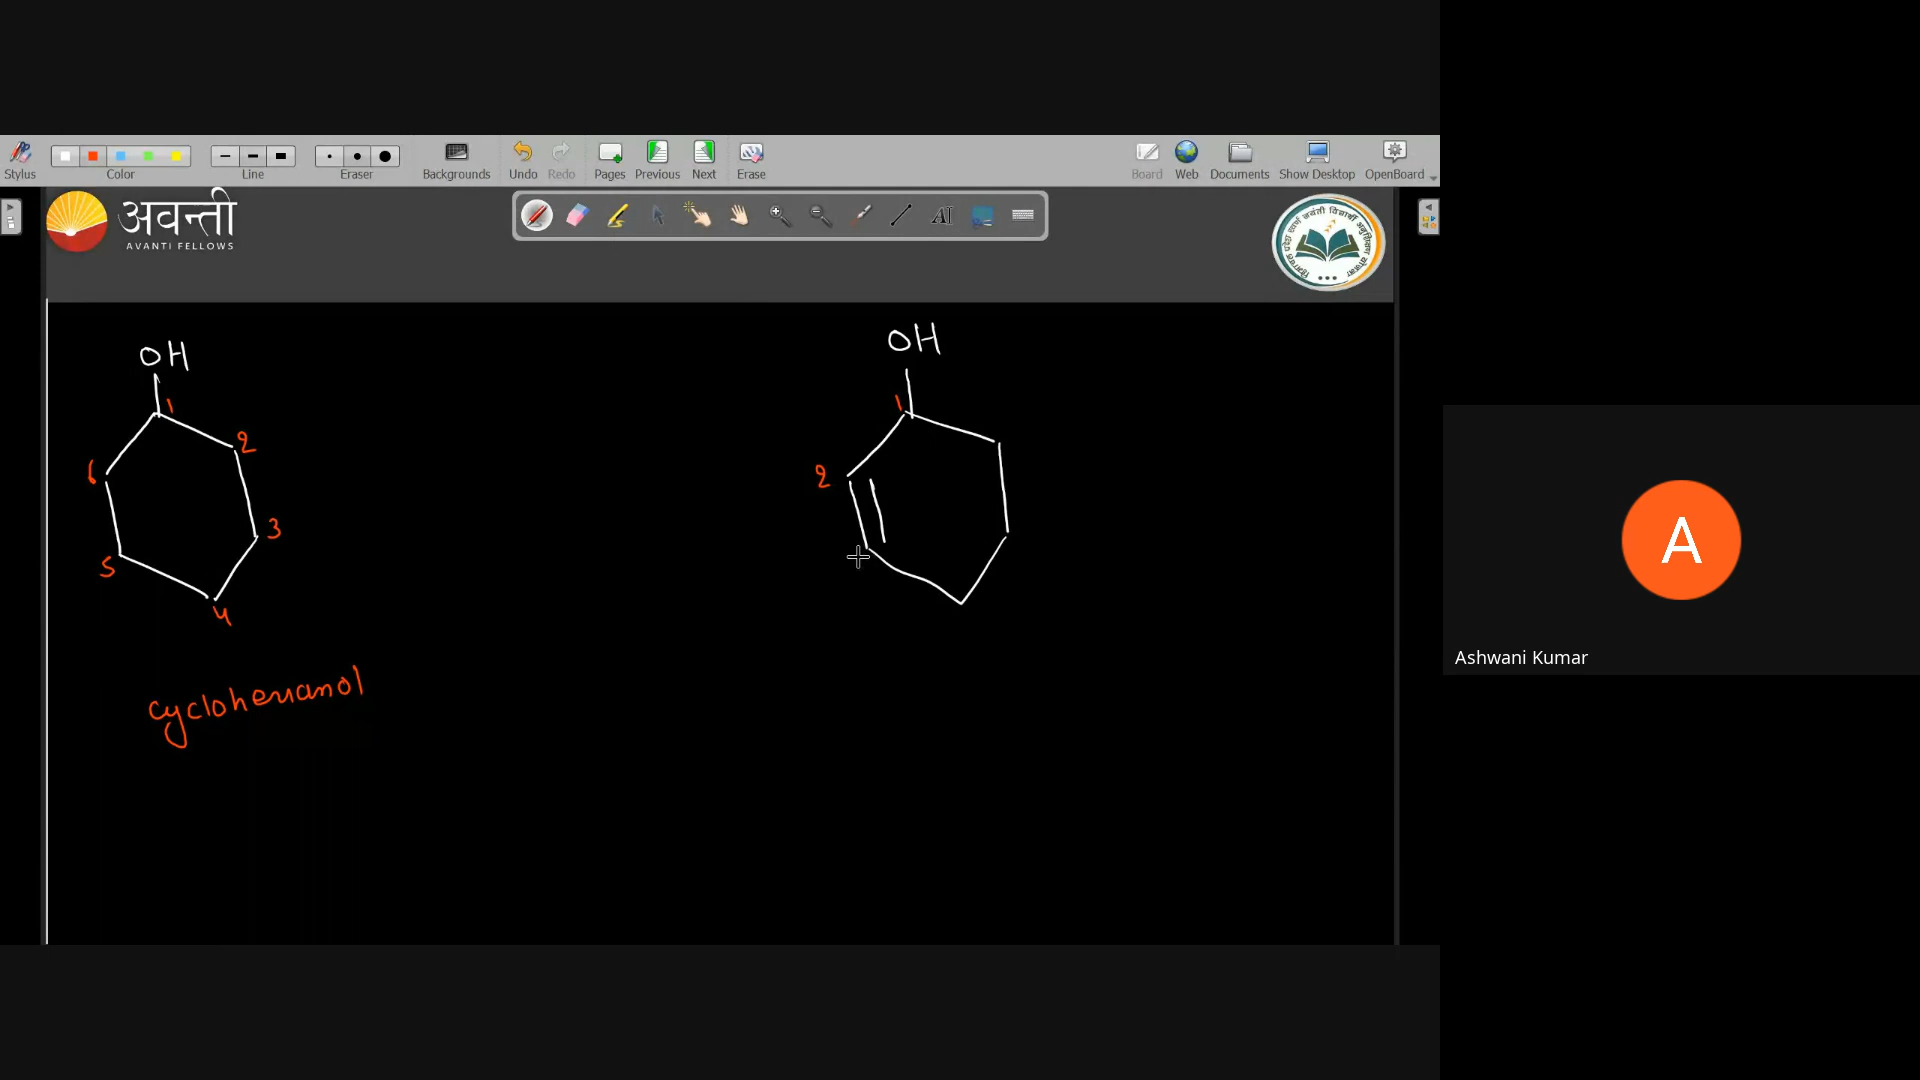 Stylus Color Line Eraser Backgrounds Undo Redo Pages Previous Next Erase Board Web Documents Show Desktop OpenBoard
अवन्ती
AVANTI FELLOWS
AI
OH
1
2
3
4
5
6
cyclohexanol
OH
1
2
A
Ashwani Kumar